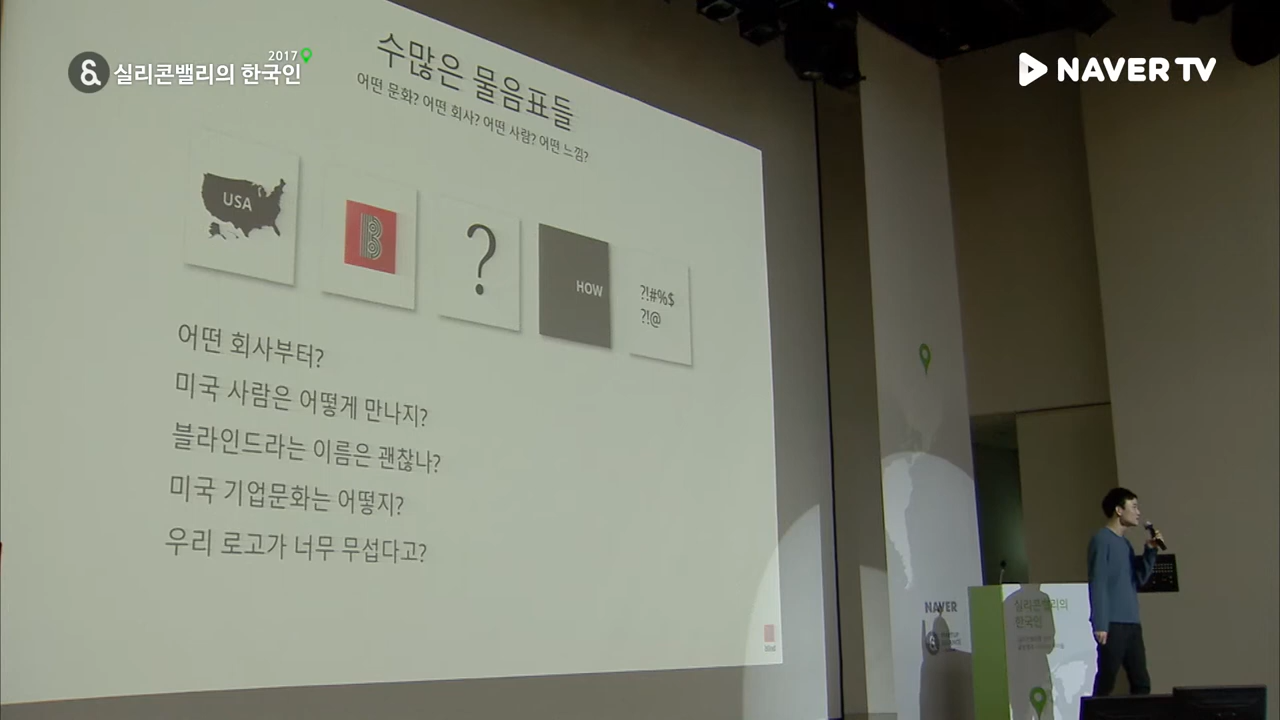 2017
실리콘밸리의 한국인
NAVER TV
수많은 물음표들
어떤 문화? 어떤 회사? 어떤 사람? 어떤 느낌?
USA
B
?
HOW
?!#%$
?!@
어떤 회사부터?
미국 사람은 어떻게 만나지?
블라인드라는 이름은 괜찮나?
미국 기업문화는 어떻지?
우리 로고가 너무 무섭다고?
NAVER
실리콘밸리의
한국인